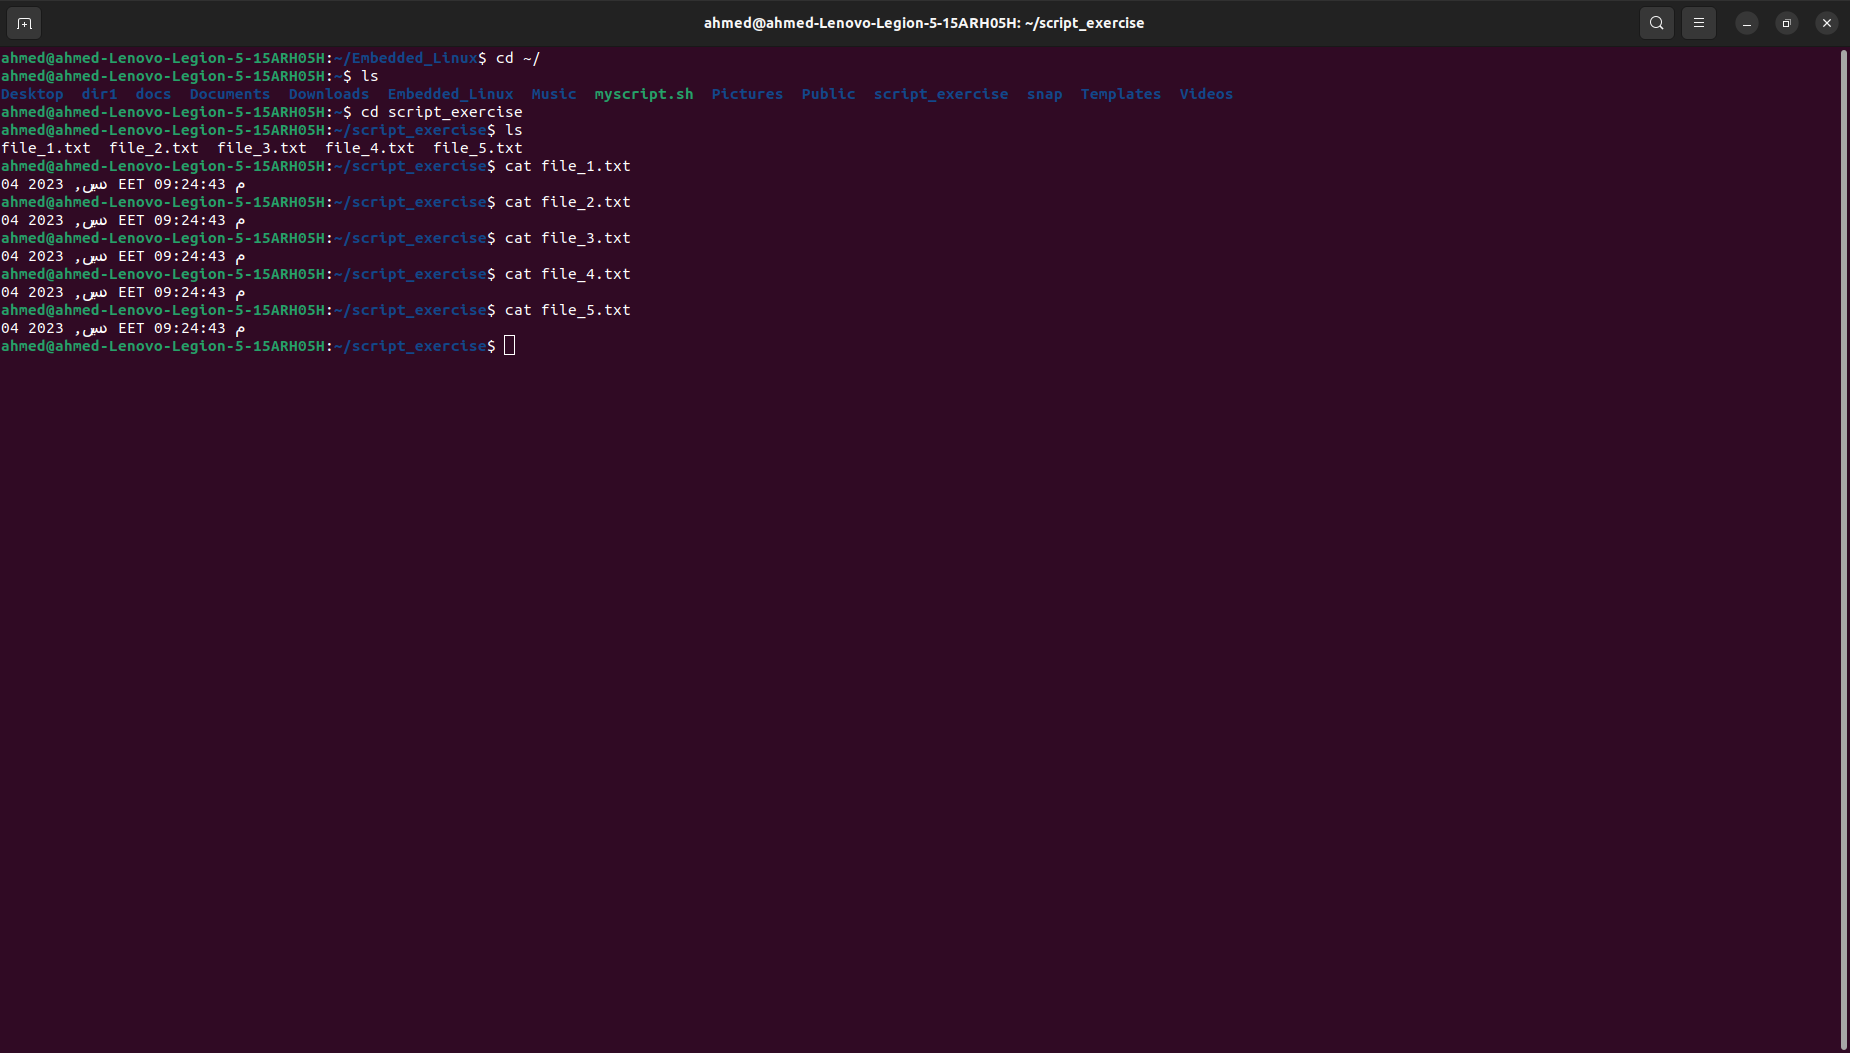 ahmed@ahmed-Lenovo-Legion-5-15ARH05H: ~/script_exercise
ahmed@ahmed-Lenovo-Legion-5-15ARH05H:~/Embedded_Linux$ cd ~/
ahmed@ahmed-Lenovo-Legion-5-15ARH05H:~$ ls
Desktop dir1 docs Documents Downloads Embedded_Linux Music myscript.sh Pictures Public script_exercise snap Templates Videos
ahmed@ahmed-Lenovo-Legion-5-15ARH05H:~$ cd script_exercise
ahmed@ahmed-Lenovo-Legion-5-15ARH05H:~/script_exercise$ ls
file_1.txt file_2.txt file_3.txt file_4.txt file_5.txt
ahmed@ahmed-Lenovo-Legion-5-15ARH05H:~/script_exercise$ cat file_1.txt
04 2023 ,ديس EET 09:24:43 م
ahmed@ahmed-Lenovo-Legion-5-15ARH05H:~/script_exercise$ cat file_2.txt
04 2023 ,ديس EET 09:24:43 م
ahmed@ahmed-Lenovo-Legion-5-15ARH05H:~/script_exercise$ cat file_3.txt
04 2023 ,ديس EET 09:24:43 م
ahmed@ahmed-Lenovo-Legion-5-15ARH05H:~/script_exercise$ cat file_4.txt
04 2023 ,ديس EET 09:24:43 م
ahmed@ahmed-Lenovo-Legion-5-15ARH05H:~/script_exercise$ cat file_5.txt
04 2023 ,ديس EET 09:24:43 م
ahmed@ahmed-Lenovo-Legion-5-15ARH05H:~/script_exercise$